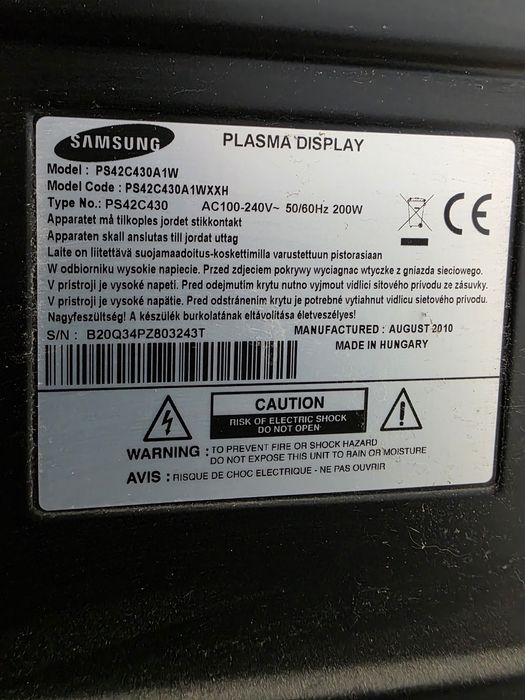 SAMSUNG
PLASMA DISPLAY
Model : PS42C430A1W
Model Code : PS42C430A1WXXH
Type No.: PS42C430 AC100-240V~ 50/60Hz 200W
Apparatet må tilkoples jordet stikkontakt
Apparaten skall anslutas till jordat uttag
Laite on liitettävä suojamaadoitus-koskettimilla varustettuun pistorasiaan
W odbiorniku wysokie napiecie. Przed zdjeciem pokrywy wyciagnac wtyczke z gniazda sieciowego.
V pristroji je vysoké napeti. Pred odejmutim krytu nutno vyjmout vidlici sítového prívodu ze zásuvky.
V prístroji je vysoké napätie. Pred odstránením krytu je potrebné vytiahnut vidlicu sietového prívodu.
Nagyfeszültség! A készülék burkolatának eltávolítása életveszélyes!
S/N : B20Q34PZ803243T
MANUFACTURED : AUGUST 2010
MADE IN HUNGARY
CE
CAUTION
RISK OF ELECTRIC SHOCK
DO NOT OPEN
WARNING : TO PREVENT FIRE OR SHOCK HAZARD
DO NOT EXPOSE THIS UNIT TO RAIN OR MOISTURE
AVIS : RISQUE DE CHOC ELECTRIQUE - NE PAS OUVRIR